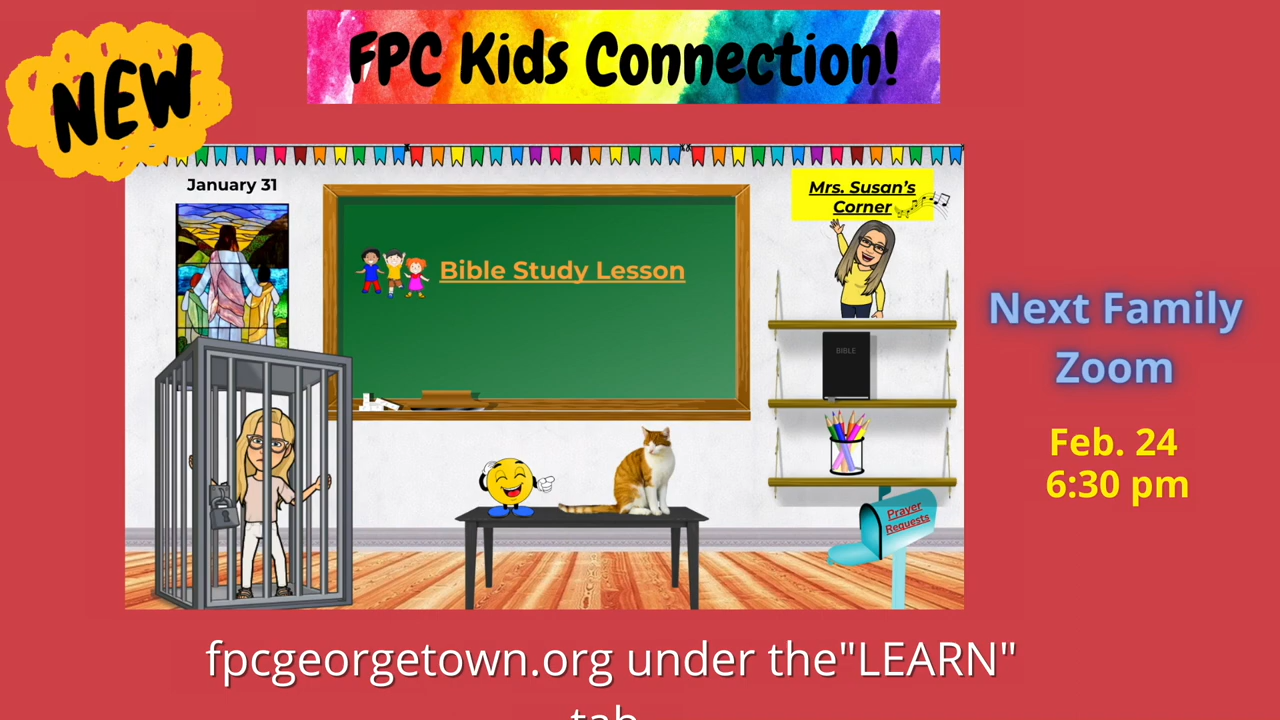 NEW
FPC Kids Connection!
January 31
Mrs. Susan's
Corner
Bible Study Lesson
BIBLE
Next Family
Zoom
Feb. 24
6:30 pm
Prayer
Requests
fpcgeorgetown.org under the"LEARN"
tab